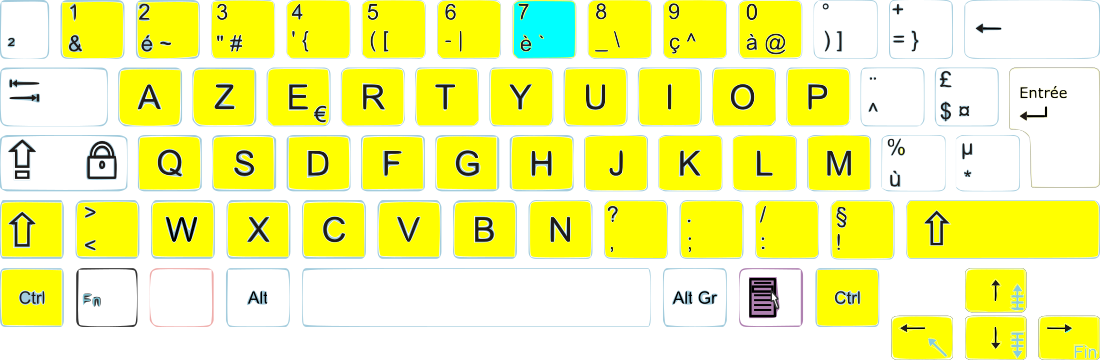 1 2 3 4 5 6 7 8 9 0 ° +
² & é ~ " # ' { ( [ - | è ` _ \ ç ^ à @ ) ] = }
A Z E € R T Y U I O P ¨ ^ £ $ ¤ Entrée
Q S D F G H J K L M % ù µ *
> < W X C V B N ? , . ; / : § !
Ctrl Fn Alt Alt Gr Ctrl
Fin